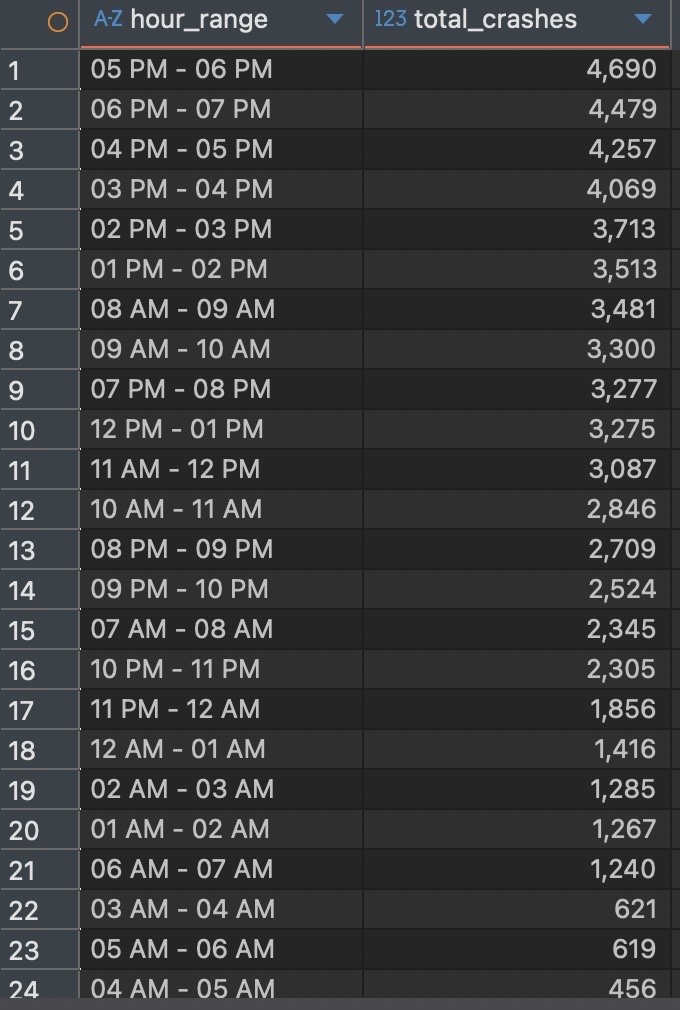 A-Z hour_range 123 total_crashes
1 05 PM - 06 PM 4,690
2 06 PM - 07 PM 4,479
3 04 PM - 05 PM 4,257
4 03 PM - 04 PM 4,069
5 02 PM - 03 PM 3,713
6 01 PM - 02 PM 3,513
7 08 AM - 09 AM 3,481
8 09 AM - 10 AM 3,300
9 07 PM - 08 PM 3,277
10 12 PM - 01 PM 3,275
11 11 AM - 12 PM 3,087
12 10 AM - 11 AM 2,846
13 08 PM - 09 PM 2,709
14 09 PM - 10 PM 2,524
15 07 AM - 08 AM 2,345
16 10 PM - 11 PM 2,305
17 11 PM - 12 AM 1,856
18 12 AM - 01 AM 1,416
19 02 AM - 03 AM 1,285
20 01 AM - 02 AM 1,267
21 06 AM - 07 AM 1,240
22 03 AM - 04 AM 621
23 05 AM - 06 AM 619
24 04 AM - 05 AM 456